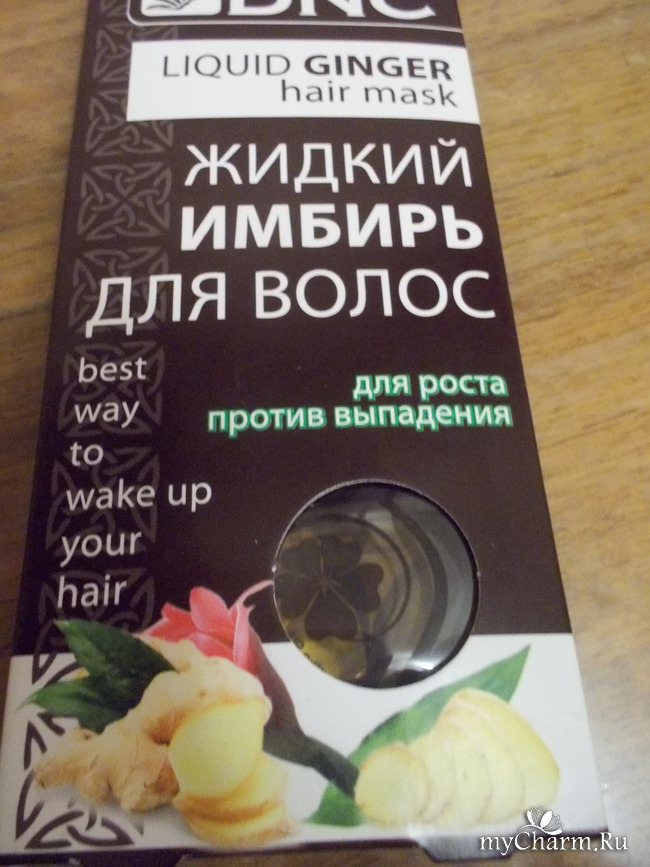 DNC
LIQUID GINGER
hair mask
ЖИДКИЙ
ИМБИРЬ
ДЛЯ ВОЛОС
для роста
против выпадения
best
way
to
wake up
your
hair
myCharm.Ru